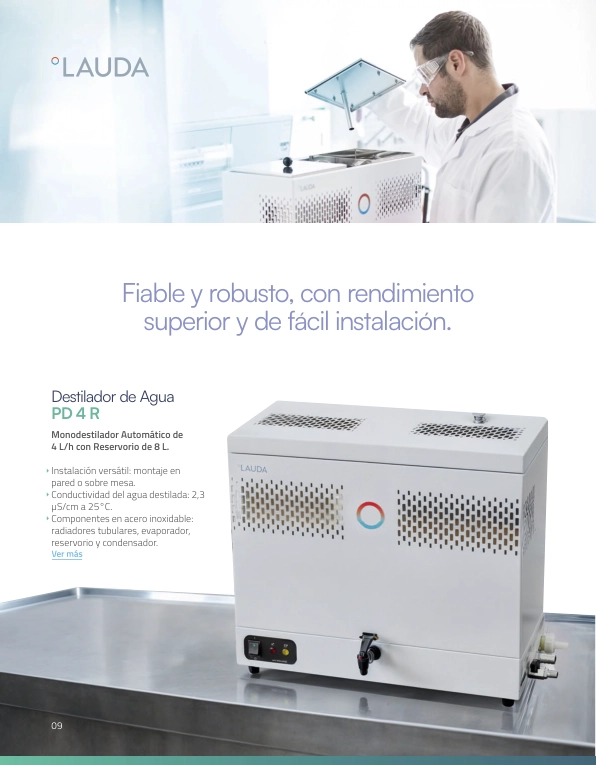 LAUDA
LAUDA
Fiable y robusto, con rendimiento
superior y de fácil instalación.
Destilador de Agua
PD 4 R
Monodestilador Automático de
4 L/h con Reservorio de 8 L.
Instalación versátil: montaje en
pared o sobre mesa.
Conductividad del agua destilada: 2,3
µS/cm a 25°C.
Componentes en acero inoxidable:
radiadores tubulares, evaporador,
reservorio y condensador.
Ver más
LAUDA
09